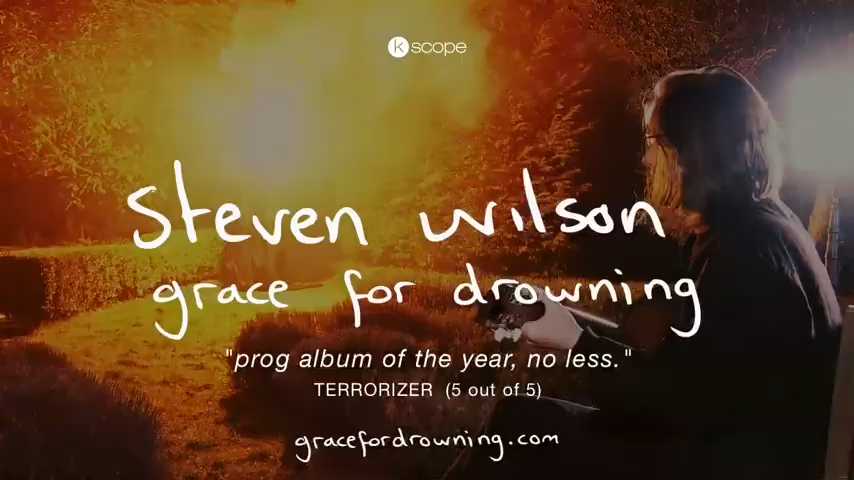 kscope
Steven wilson
grace for drowning
"prog album of the year, no less."
TERRORIZER (5 out of 5)
gracefordrowning.com